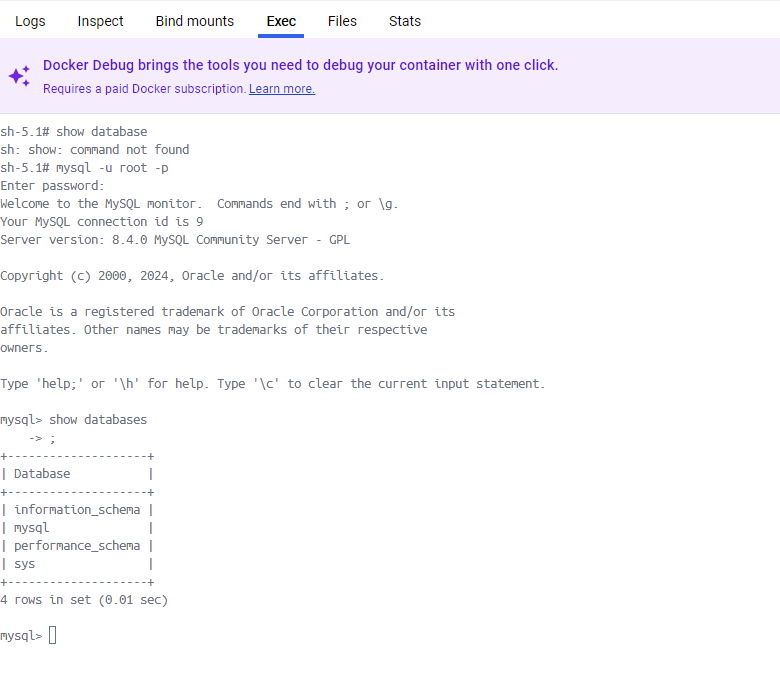 Logs Inspect Bind mounts Exec Files Stats
Docker Debug brings the tools you need to debug your container with one click.
Requires a paid Docker subscription. Learn more.
sh-5.1# show database
sh: show: command not found
sh-5.1# mysql -u root -p
Enter password:
Welcome to the MySQL monitor.  Commands end with ; or \g.
Your MySQL connection id is 9
Server version: 8.4.0 MySQL Community Server - GPL

Copyright (c) 2000, 2024, Oracle and/or its affiliates.

Oracle is a registered trademark of Oracle Corporation and/or its
affiliates. Other names may be trademarks of their respective
owners.

Type 'help;' or '\h' for help. Type '\c' to clear the current input statement.

mysql> show databases
    -> ;
+--------------------+
| Database           |
+--------------------+
| information_schema |
| mysql              |
| performance_schema |
| sys                |
+--------------------+
4 rows in set (0.01 sec)

mysql>